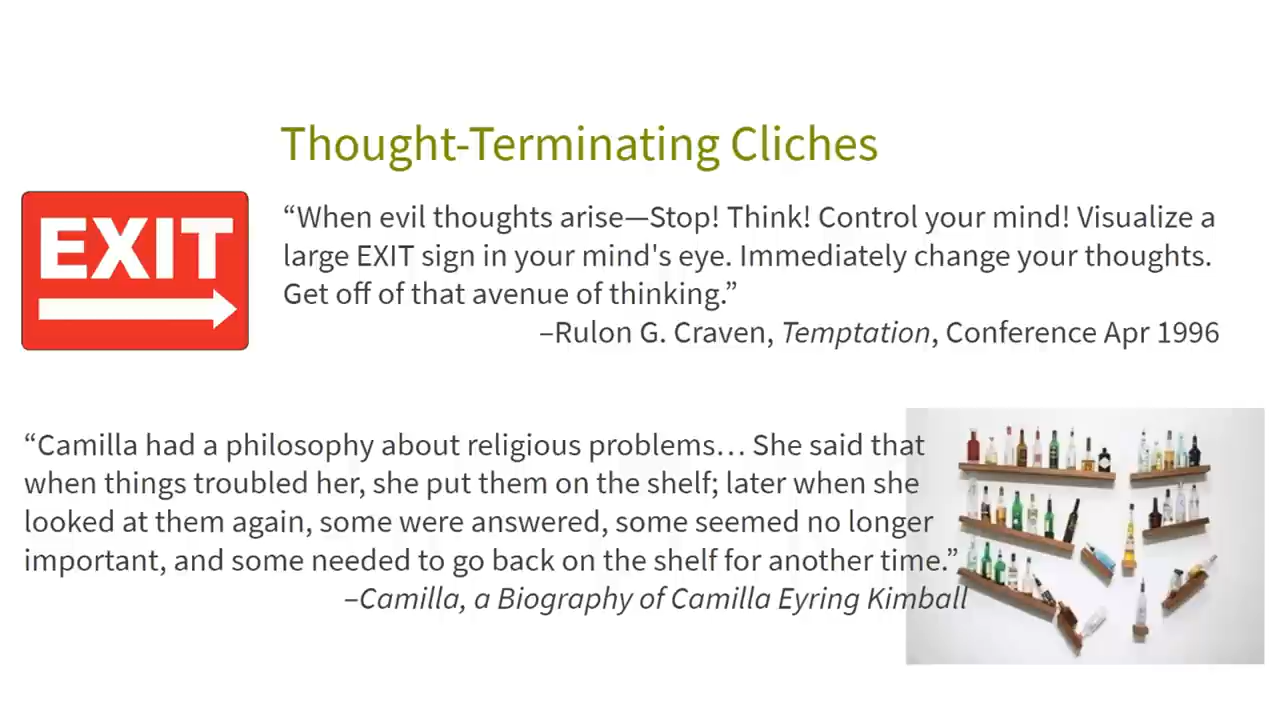 Thought-Terminating Cliches
EXIT
“When evil thoughts arise—Stop! Think! Control your mind! Visualize a
large EXIT sign in your mind's eye. Immediately change your thoughts.
Get off of that avenue of thinking.”
–Rulon G. Craven, Temptation, Conference Apr 1996
“Camilla had a philosophy about religious problems… She said that
when things troubled her, she put them on the shelf; later when she
looked at them again, some were answered, some seemed no longer
important, and some needed to go back on the shelf for another time.”
–Camilla, a Biography of Camilla Eyring Kimball